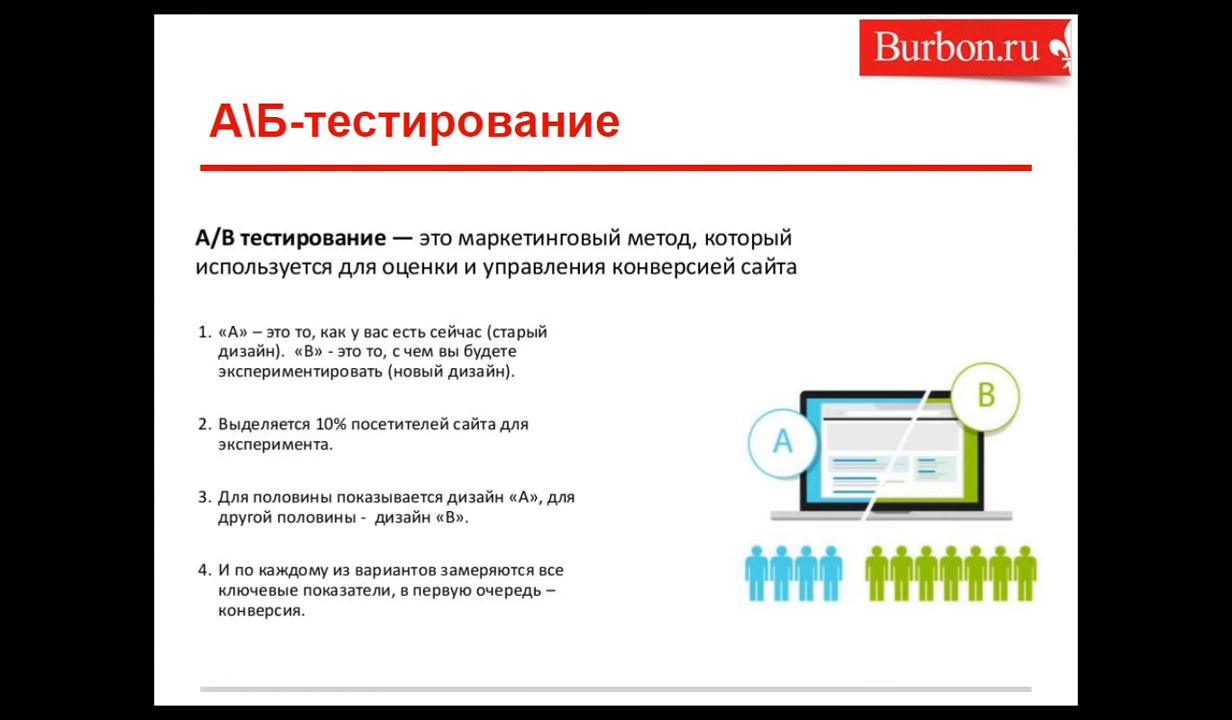 Burbon.ru
А\Б-тестирование
А/В тестирование — это маркетинговый метод, который
используется для оценки и управления конверсией сайта
1. «А» – это то, как у вас есть сейчас (старый
дизайн). «В» - это то, с чем вы будете
экспериментировать (новый дизайн).
2. Выделяется 10% посетителей сайта для
эксперимента.
3. Для половины показывается дизайн «А», для
другой половины - дизайн «В».
4. И по каждому из вариантов замеряются все
ключевые показатели, в первую очередь –
конверсия.
A
B